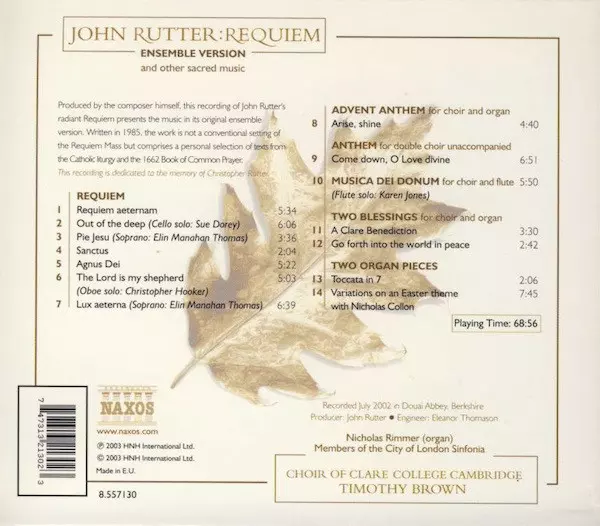 JOHN RUTTER:REQUIEM
ENSEMBLE VERSION
and other sacred music
Produced by the composer himself, this recording of John Rutter's
radiant Requiem presents the music in its original ensemble
version. Written in 1985, the work is not a conventional setting of
the Requiem Mass but comprises a personal selection of texts from
the Catholic liturgy and the 1662 Book of Common Prayer.
This recording is dedicated to the memory of Christopher Rutter.
REQUIEM
1 Requiem aeternam 5:34
2 Out of the deep (Cello solo: Sue Dorey) 6:06
3 Pie Jesu (Soprano: Elin Manahan Thomas) 3:36
4 Sanctus 2:04
5 Agnus Dei 5:22
6 The Lord is my shepherd 5:03
(Oboe solo: Christopher Hooker)
7 Lux aeterna (Soprano: Elin Manahan Thomas) 6:39
ADVENT ANTHEM for choir and organ
8 Arise, shine 4:40
ANTHEM for double choir unaccompanied
9 Come down, O Love divine 6:51
10 MUSICA DEI DONUM for choir and flute 5:50
(Flute solo: Karen Jones)
TWO BLESSINGS for choir and organ
11 A Clare Benediction 3:30
12 Go forth into the world in peace 2:42
TWO ORGAN PIECES
13 Toccata in 7 2:06
14 Variations on an Easter theme 7:45
with Nicholas Collon
Playing Time: 68:56
Recorded July 2002 in Douai Abbey, Berkshire
Producer: John Rutter ● Engineer: Eleanor Thomason
Nicholas Rimmer (organ)
Members of the City of London Sinfonia
CHOIR OF CLARE COLLEGE CAMBRIDGE
TIMOTHY BROWN
7 47313 21302 3
NAXOS
www.naxos.com
℗ 2003 HNH International Ltd.
© 2003 HNH International Ltd.
Made in E.U.
8.557130